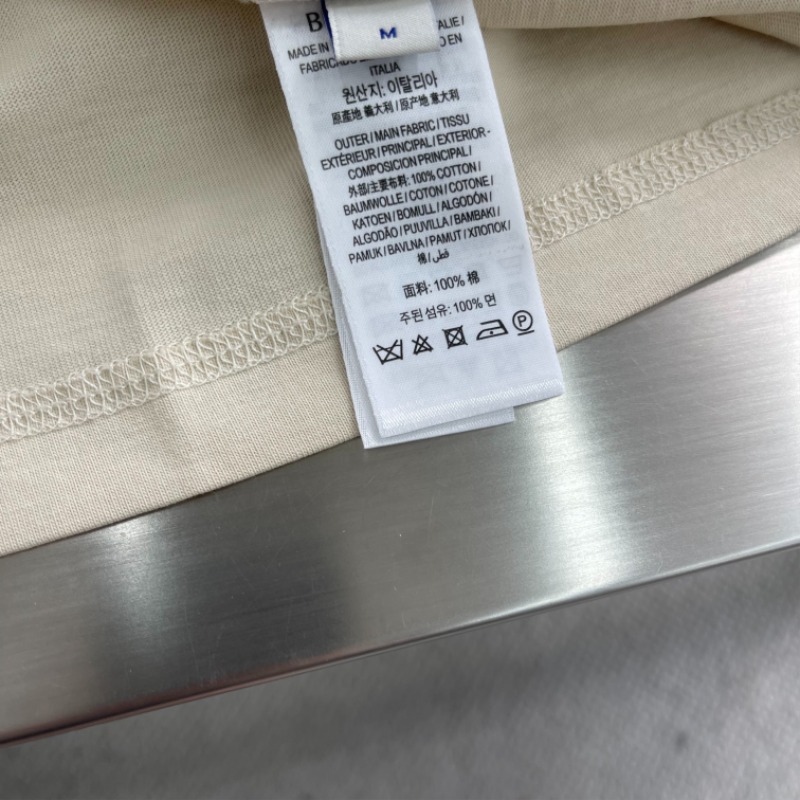 B
M
MADE IN
ALIE/
FABRICADO
O EN
ITALIA
원산지: 이탈리아
原產地 義大利 / 原产地 意大利
OUTER / MAIN FABRIC / TISSU
EXTÉRIEUR / PRINCIPAL / EXTERIOR-
COMPOSICION PRINCIPAL /
外部/主要布料: 100% COTTON /
BAUMWOLLE / COTON / COTONE /
KATOEN / BOMULL / ALGODÓN /
ALGODÃO / PUUVILLA / BAMBAKI /
PAMUK / BAVLNA / PAMUT / ХЛОПОК /
棉 / قطن /
面料: 100% 棉
주된 섬유: 100% 면
P